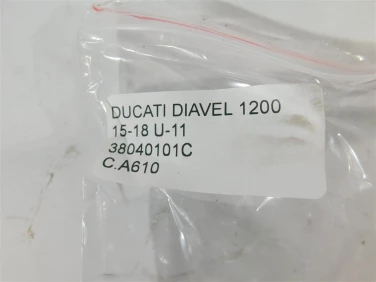 DUCATI DIAVEL 1200
15-18 U-11
38040101C
C.A610